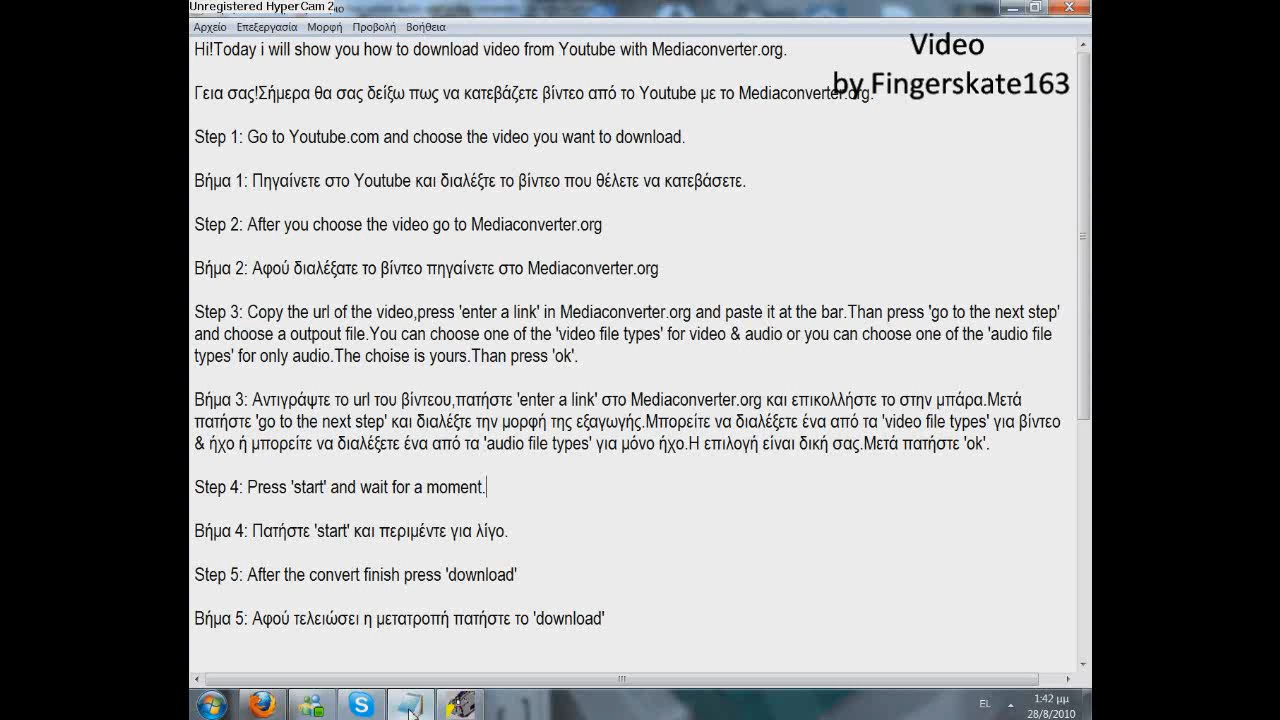 Unregistered HyperCam 2
Αρχείο Επεξεργασία Μορφή Προβολή Βοήθεια
Video
by Fingerskate163
Hi!Today i will show you how to download video from Youtube with Mediaconverter.org.
Γεια σας!Σήμερα θα σας δείξω πως να κατεβάζετε βίντεο από το Youtube με το Mediaconverter.org.
Step 1: Go to Youtube.com and choose the video you want to download.
Βήμα 1: Πηγαίνετε στο Youtube και διαλέξτε το βίντεο που θέλετε να κατεβάσετε.
Step 2: After you choose the video go to Mediaconverter.org
Βήμα 2: Αφού διαλέξατε το βίντεο πηγαίνετε στο Mediaconverter.org
Step 3: Copy the url of the video,press 'enter a link' in Mediaconverter.org and paste it at the bar.Than press 'go to the next step'
and choose a outpout file.You can choose one of the 'video file types' for video & audio or you can choose one of the 'audio file
types' for only audio.The choise is yours.Than press 'ok'.
Βήμα 3: Αντιγράψτε το url του βίντεου,πατήστε 'enter a link' στο Mediaconverter.org και επικολλήστε το στην μπάρα.Μετά
πατήστε 'go to the next step' και διαλέξτε την μορφή της εξαγωγής.Μπορείτε να διαλέξετε ένα από τα 'video file types' για βίντεο
& ήχο ή μπορείτε να διαλέξετε ένα από τα 'audio file types' για μόνο ήχο.Η επιλογή είναι δική σας.Μετά πατήστε 'ok'.
Step 4: Press 'start' and wait for a moment.
Βήμα 4: Πατήστε 'start' και περιμέντε για λίγο.
Step 5: After the convert finish press 'download'
Βήμα 5: Αφού τελειώσει η μετατροπή πατήστε το 'download'
EL
1:42 μμ
28/8/2010